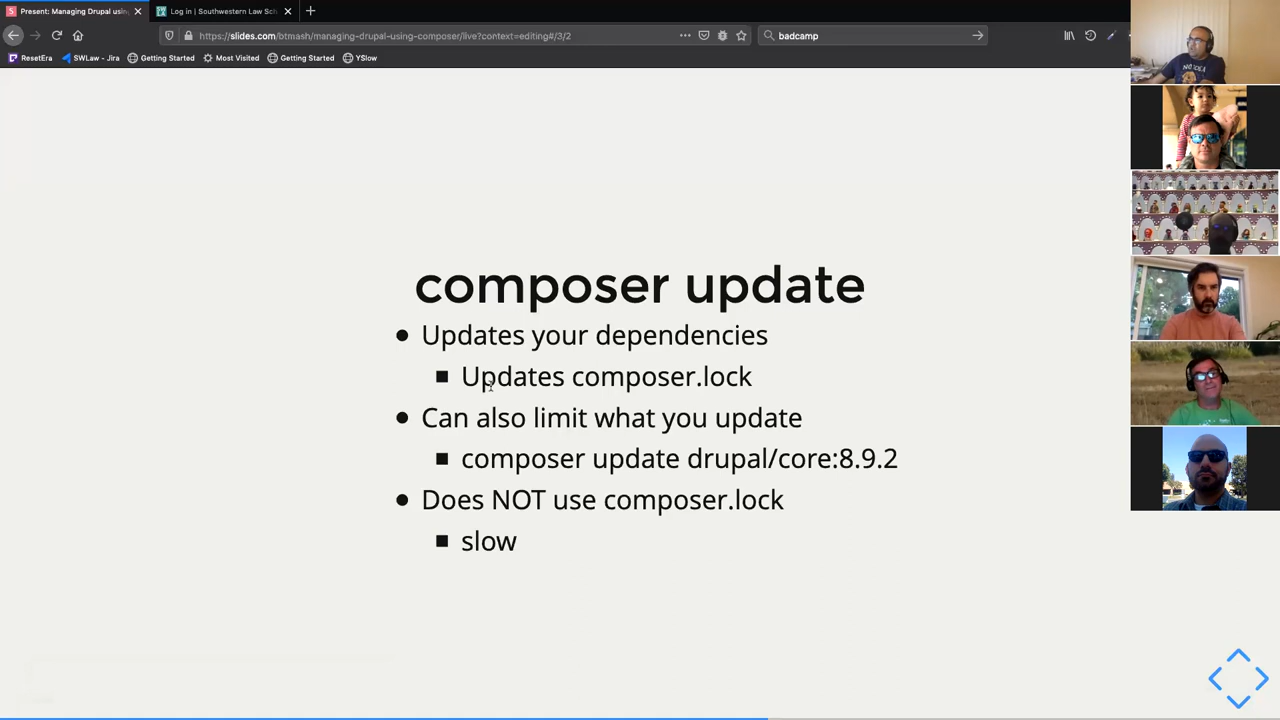 Present: Managing Drupal usin
Log in | Southwestern Law Sch
https://slides.com/btmash/managing-drupal-using-composer/live?context=editing#/3/2
badcamp
ResetEra
SWLaw - Jira
Getting Started
Most Visited
Getting Started
YSlow
composer update
Updates your dependencies
Updates composer.lock
Can also limit what you update
composer update drupal/core:8.9.2
Does NOT use composer.lock
slow